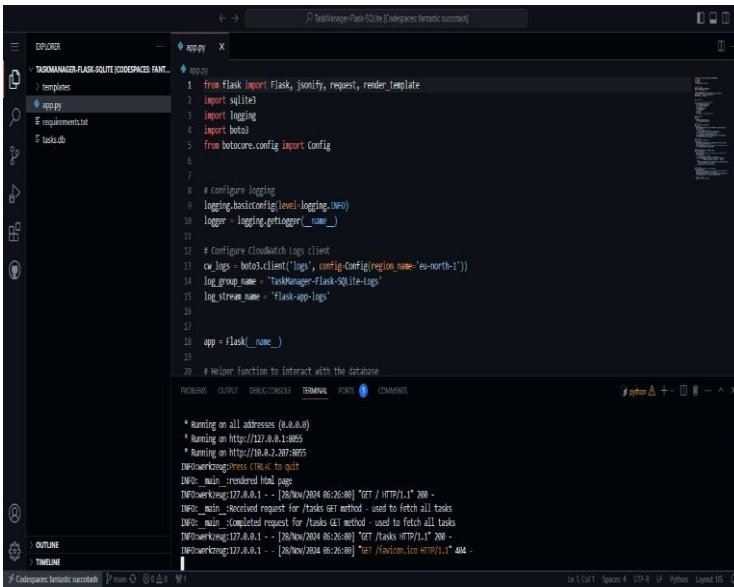 TaskManager-Flask-SQLite [Codespaces: fantastic succotash]
EXPLORER
app.py
TASKMANAGER-FLASK-SQLITE [CODESPACES: FANT...
templates
app.py
requirements.txt
tasks.db
OUTLINE
TIMELINE
app.py
1 from flask import Flask, jsonify, request, render_template
2 import sqlite3
3 import logging
4 import boto3
5 from botocore.config import Config
6
7
8 # Configure logging
9 logging.basicConfig(level=logging.INFO)
10 logger = logging.getLogger(__name__)
11
12 # Configure CloudWatch Logs client
13 cw_logs = boto3.client('logs', config=Config(region_name='eu-north-1'))
14 log_group_name = 'TaskManager-Flask-SQLite-Logs'
15 log_stream_name = 'flask-app-logs'
16
17
18 app = Flask(__name__)
19
20 # Helper function to interact with the database
PROBLEMS OUTPUT DEBUG CONSOLE TERMINAL PORTS 1 COMMENTS
python
* Running on all addresses (0.0.0.0)
* Running on http://127.0.0.1:8055
* Running on http://10.0.2.207:8055
INFO:werkzeug:Press CTRL+C to quit
INFO:__main__:rendered html page
INFO:werkzeug:127.0.0.1 - - [28/Nov/2024 06:26:00] "GET / HTTP/1.1" 200 -
INFO:__main__:Received request for /tasks GET method - used to fetch all tasks
INFO:__main__:Completed request for /tasks GET method - used to fetch all tasks
INFO:werkzeug:127.0.0.1 - - [28/Nov/2024 06:26:00] "GET /tasks HTTP/1.1" 200 -
INFO:werkzeug:127.0.0.1 - - [28/Nov/2024 06:26:00] "GET /favicon.ico HTTP/1.1" 404 -
Codespaces: fantastic succotash main 0 0 1 Ln 1, Col 1 Spaces: 4 UTF-8 LF Python Layout: US